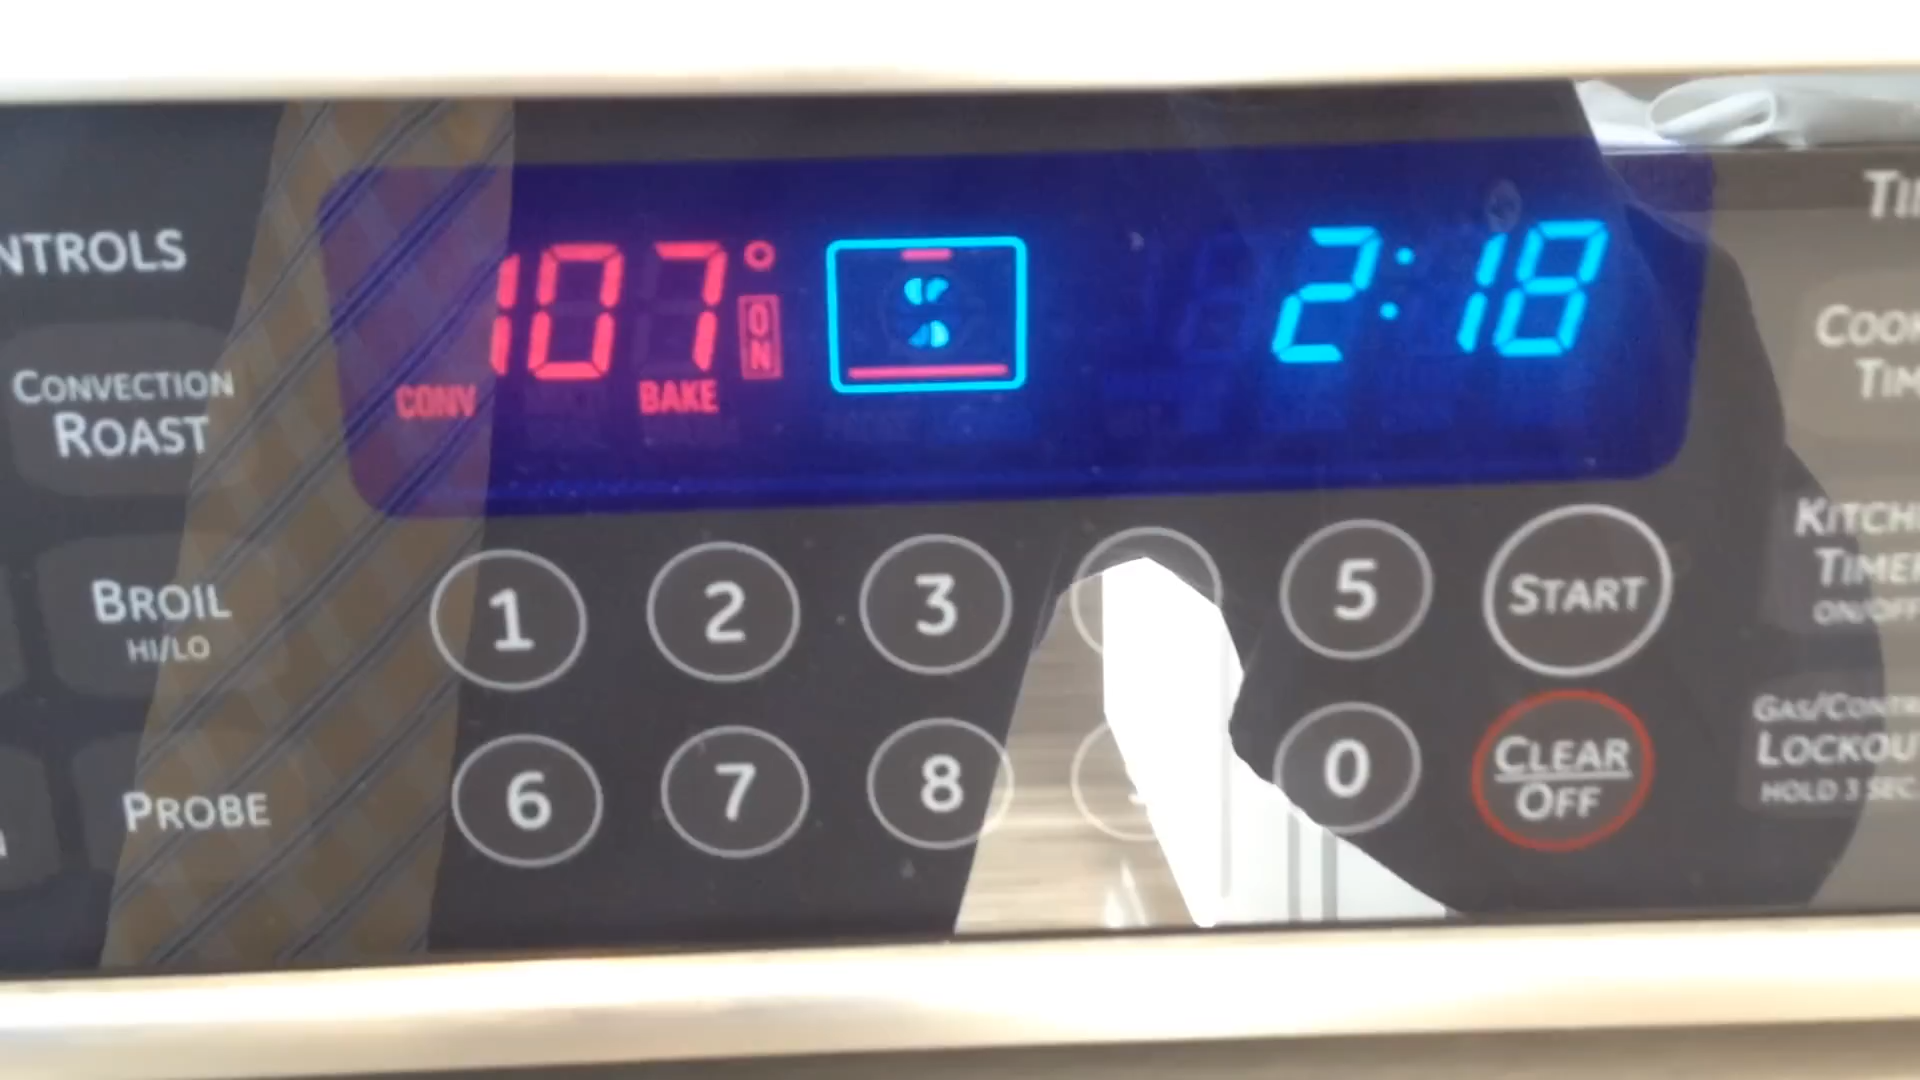 107°
ON
CONV
BAKE
2:18
NTROLS
CONVECTION
ROAST
BROIL
HI/LO
PROBE
1
2
3
5
START
6
7
8
0
CLEAR
OFF
LOCKOU
HOLD 3 SEC.
GAS/CONTR
KITCH
TIMER
ON/OFF
COOK
TIM
TI